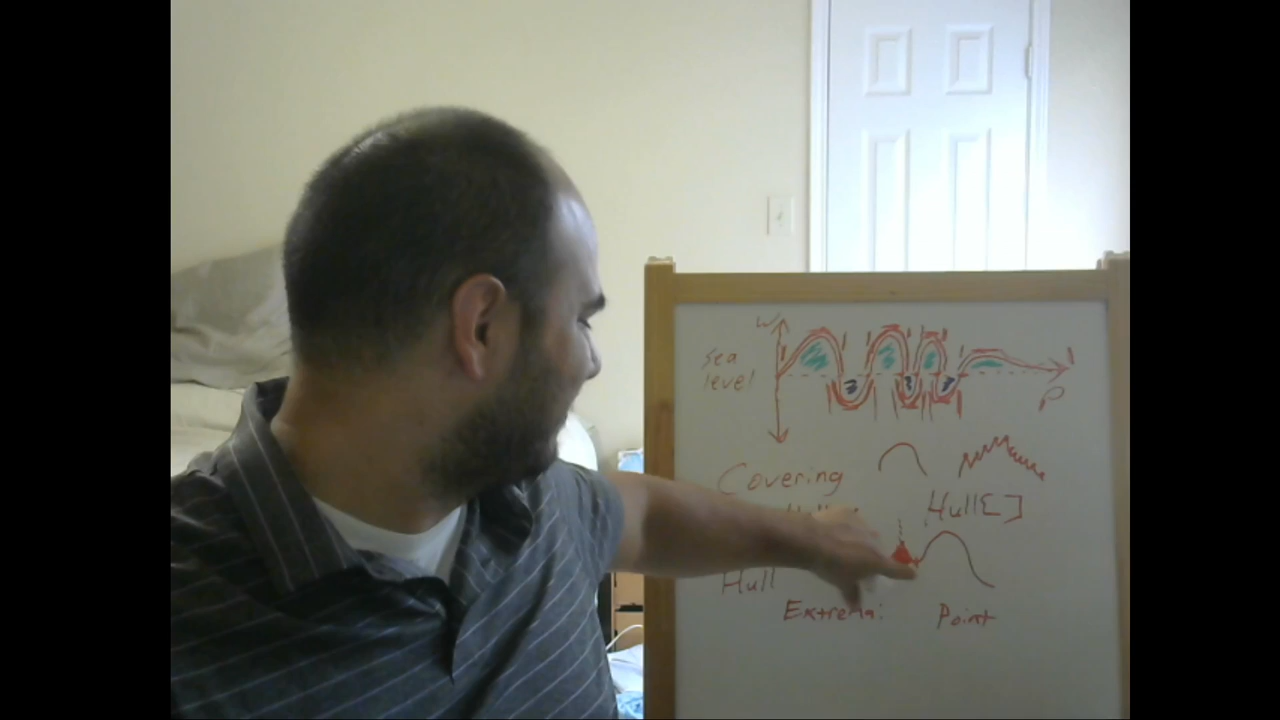 W
sea
level
P
Covering
Hull[ ]
Hull
Extrema:
Point